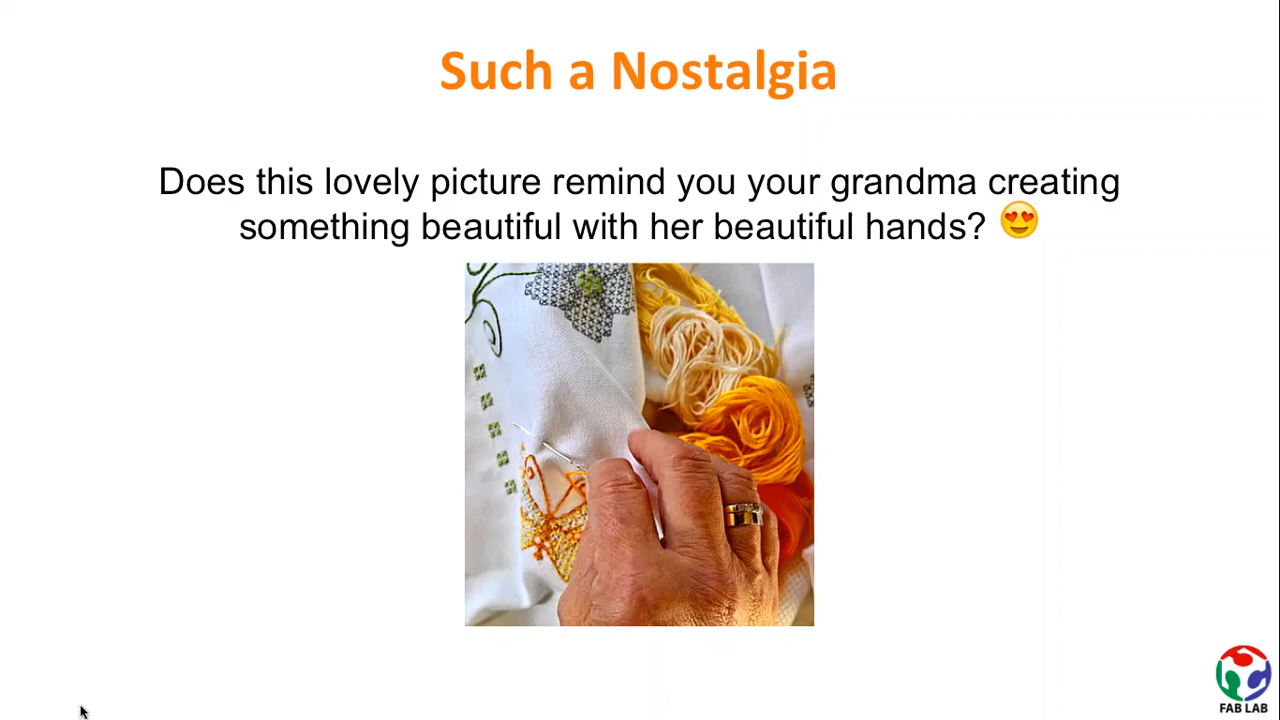 Such a Nostalgia
Does this lovely picture remind you your grandma creating
something beautiful with her beautiful hands? 😍
FAB LAB